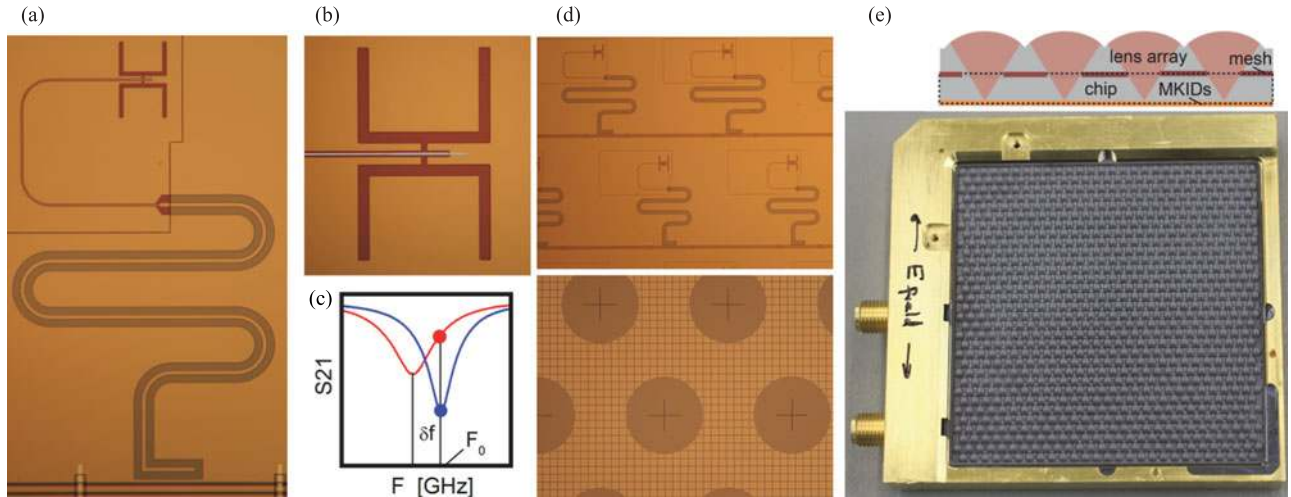 (a)
(b)
(c)
S21
δf
F₀
F [GHz]
(d)
(e)
lens array
mesh
chip
MKIDs
← E field →